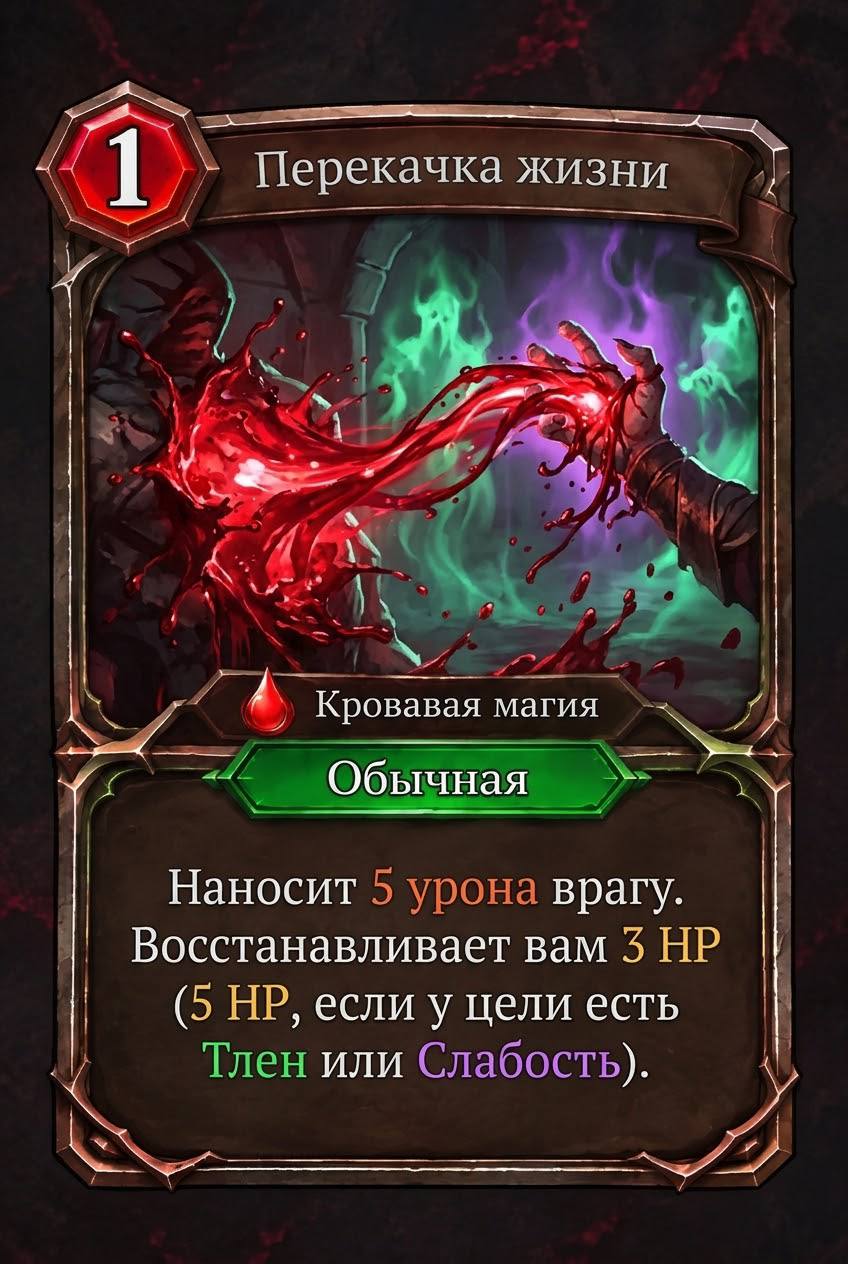 1
Перекачка жизни
Кровавая магия
Обычная
Наносит 5 урона врагу.
Восстанавливает вам 3 HP
(5 HP, если у цели есть
Тлен или Слабость).